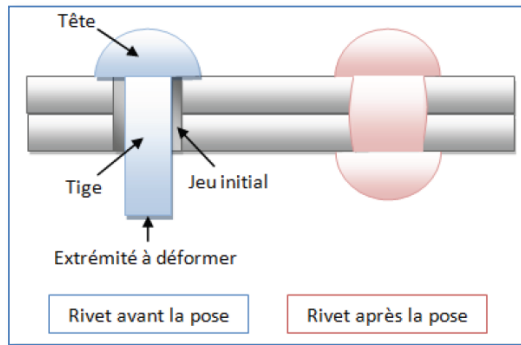 Tête
Tige
Jeu initial
Extrémité à déformer
Rivet avant la pose
Rivet après la pose